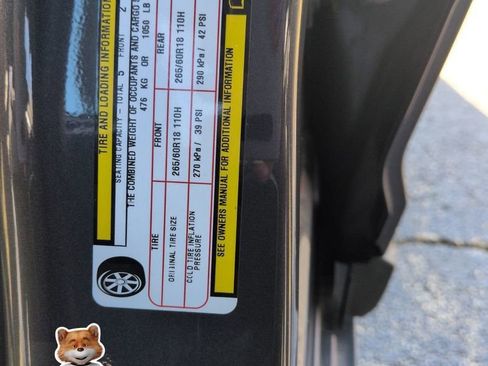 TIRE AND LOADING INFORMATION
SEATING CAPACITY - TOTAL 5 FRONT 2
THE COMBINED WEIGHT OF OCCUPANTS AND CARGO
476 KG OR 1050 LB
TIRE FRONT REAR
ORIGINAL TIRE SIZE 265/60R18 110H 265/60R18 110H
COLD TIRE INFLATION PRESSURE 270 kPa / 39 PSI 290 kPa / 42 PSI
SEE OWNERS MANUAL FOR ADDITIONAL INFORMATION